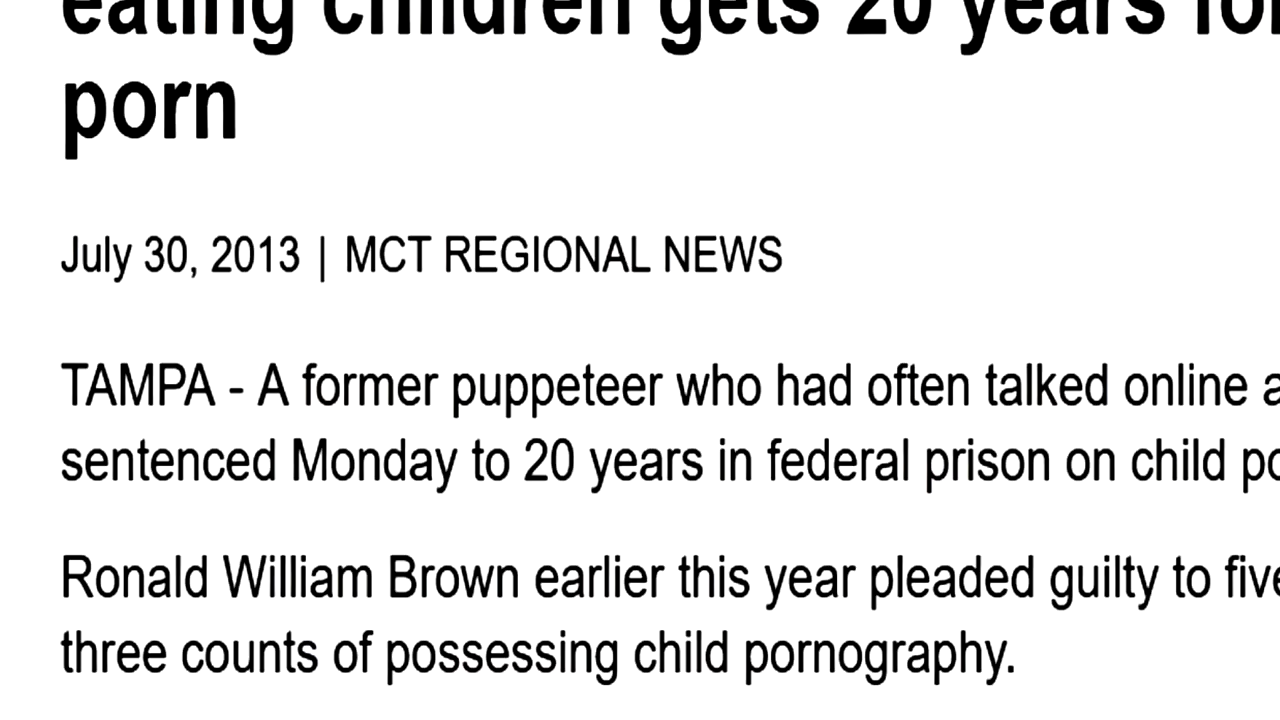 eating children gets 20 years for
porn
July 30, 2013 | MCT REGIONAL NEWS
TAMPA - A former puppeteer who had often talked online
sentenced Monday to 20 years in federal prison on child
Ronald William Brown earlier this year pleaded guilty to five
three counts of possessing child pornography.